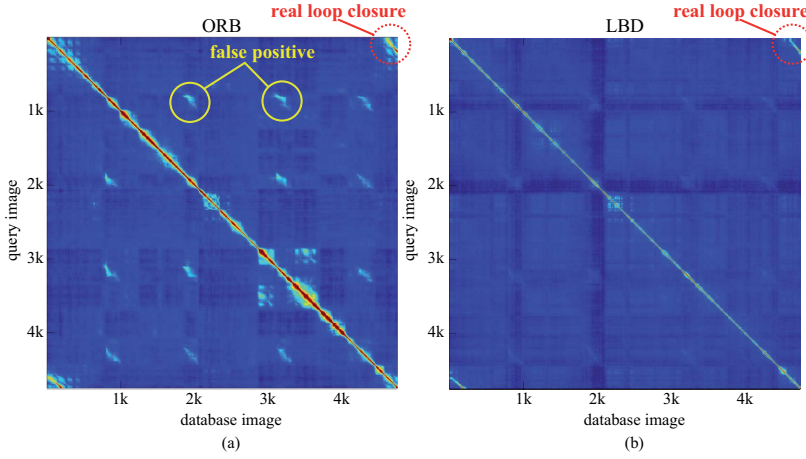 real loop closure
real loop closure
ORB
LBD
false positive
1k
2k
3k
4k
query image
1k
2k
3k
4k
database image
(a)
1k
2k
3k
4k
query image
1k
2k
3k
4k
database image
(b)